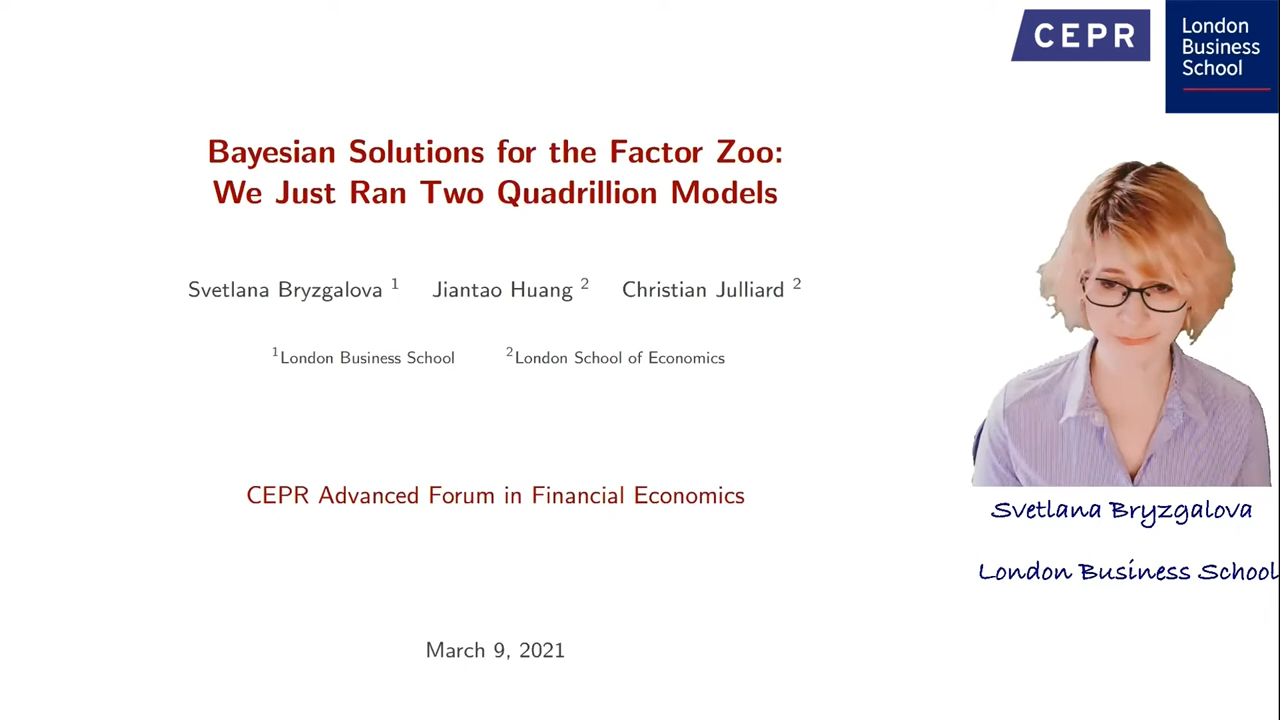 CEPR
London
Business
School
Bayesian Solutions for the Factor Zoo:
We Just Ran Two Quadrillion Models
Svetlana Bryzgalova 1 Jiantao Huang 2 Christian Julliard 2
1London Business School 2London School of Economics
CEPR Advanced Forum in Financial Economics
March 9, 2021
Svetlana Bryzgalova
London Business School